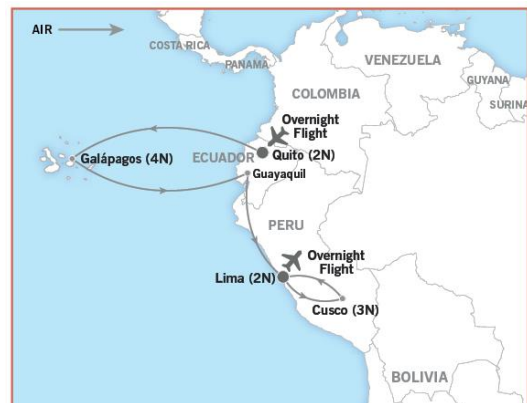 AIR
COSTA RICA
PANAMA
VENEZUELA
GUYANA
SURINA
COLOMBIA
Overnight
Flight
Galápagos (4N)
ECUADOR
Quito (2N)
Guayaquil
PERU
Overnight
Flight
Lima (2N)
Cusco (3N)
BOLIVIA